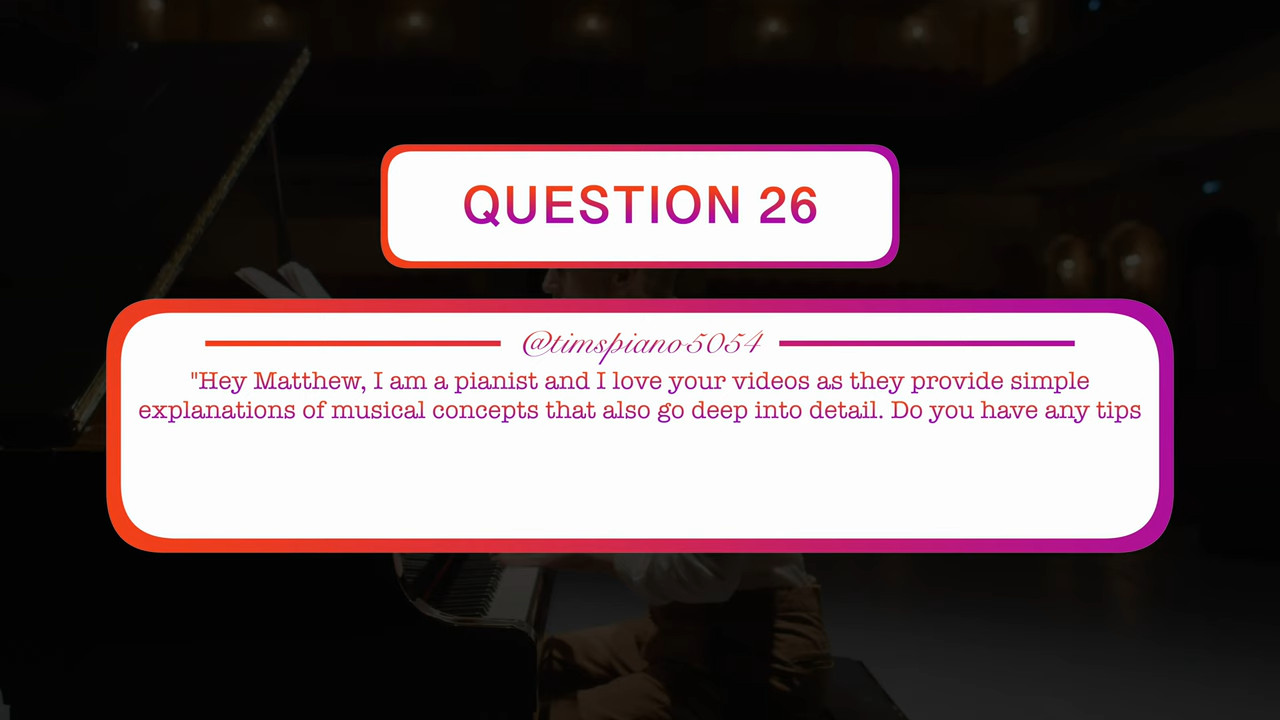 QUESTION 26
@timspiano5054
"Hey Matthew, I am a pianist and I love your videos as they provide simple
explanations of musical concepts that also go deep into detail. Do you have any tips